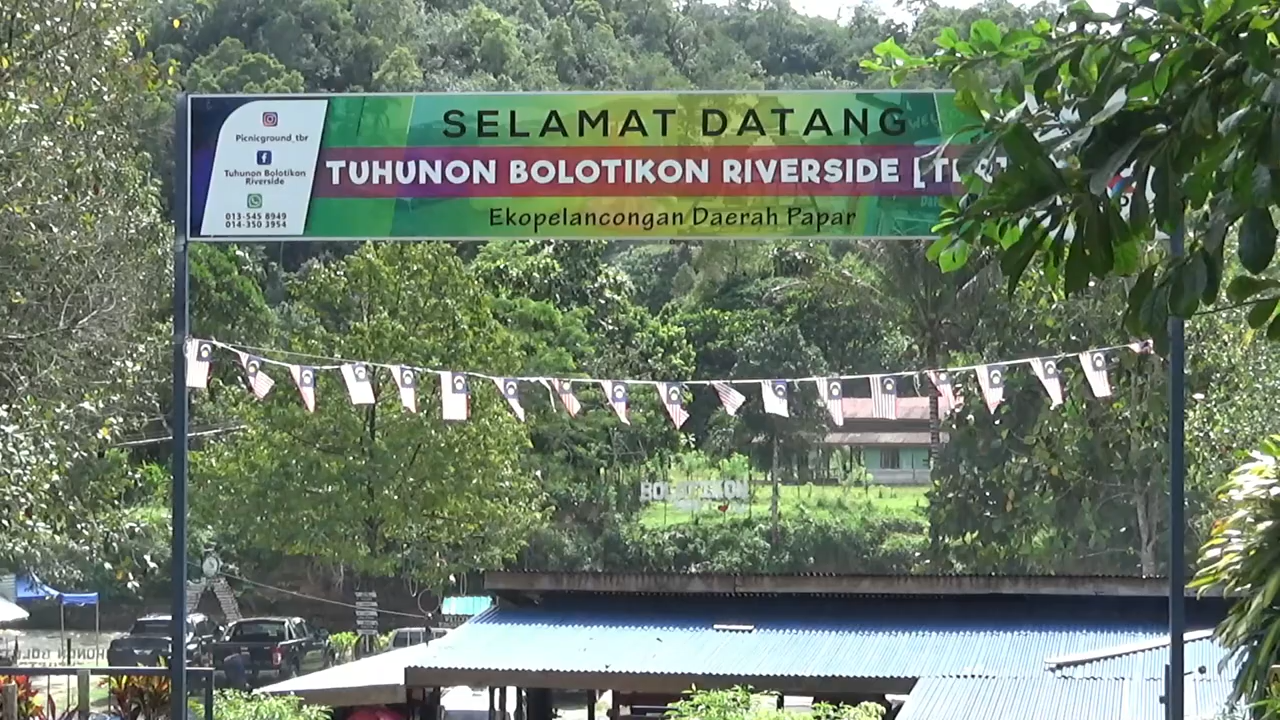 Picnicground_tbr
Tuhunon Bolotikon
Riverside
013-545 8949
014-350 3954
SELAMAT DATANG
TUHUNON BOLOTIKON RIVERSIDE
Ekopelancongan Daerah Papar
BOLOTIKON